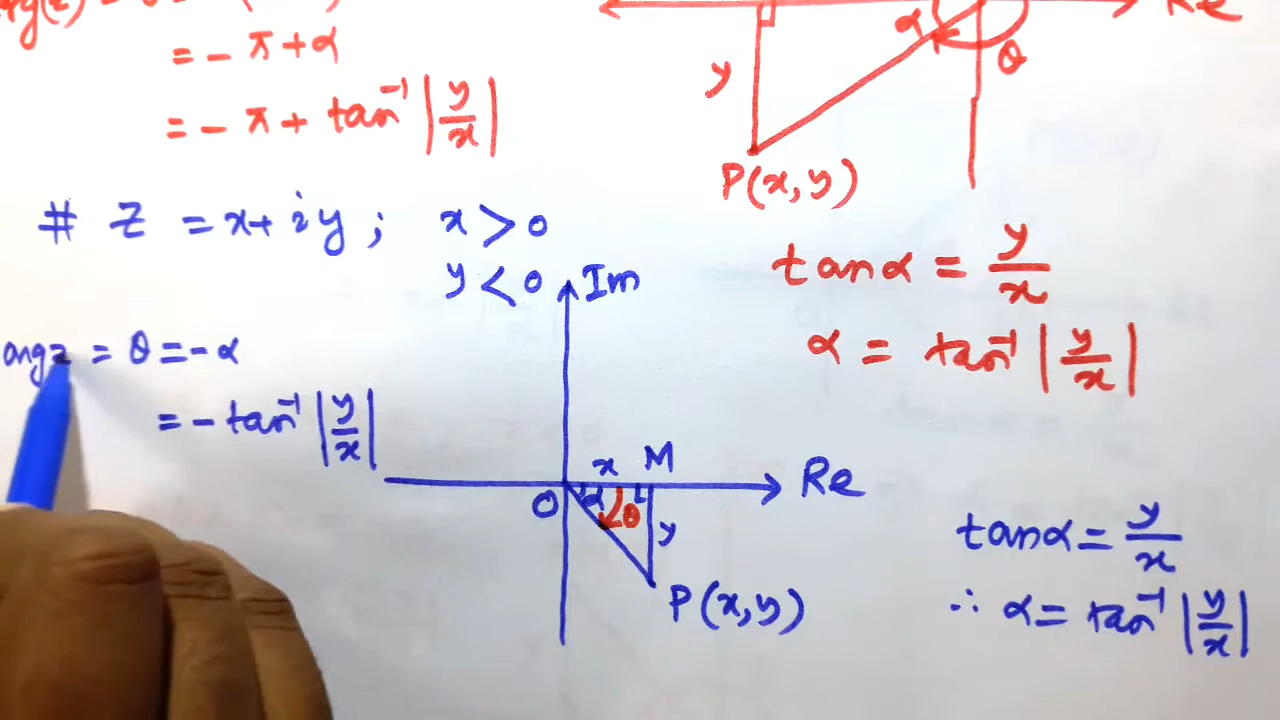 = - π + α
= - π + tan⁻¹ |y/x|
Re
α
θ
y
P(x, y)
# Z = x + iy ; x > 0
y < 0
tan α = y/x
α = tan⁻¹ |y/x|
arg z = θ = - α
= - tan⁻¹ |y/x|
Im
x M
Re
O α θ
y
P (x, y)
tan α = y/x
∴ α = tan⁻¹ |y/x|